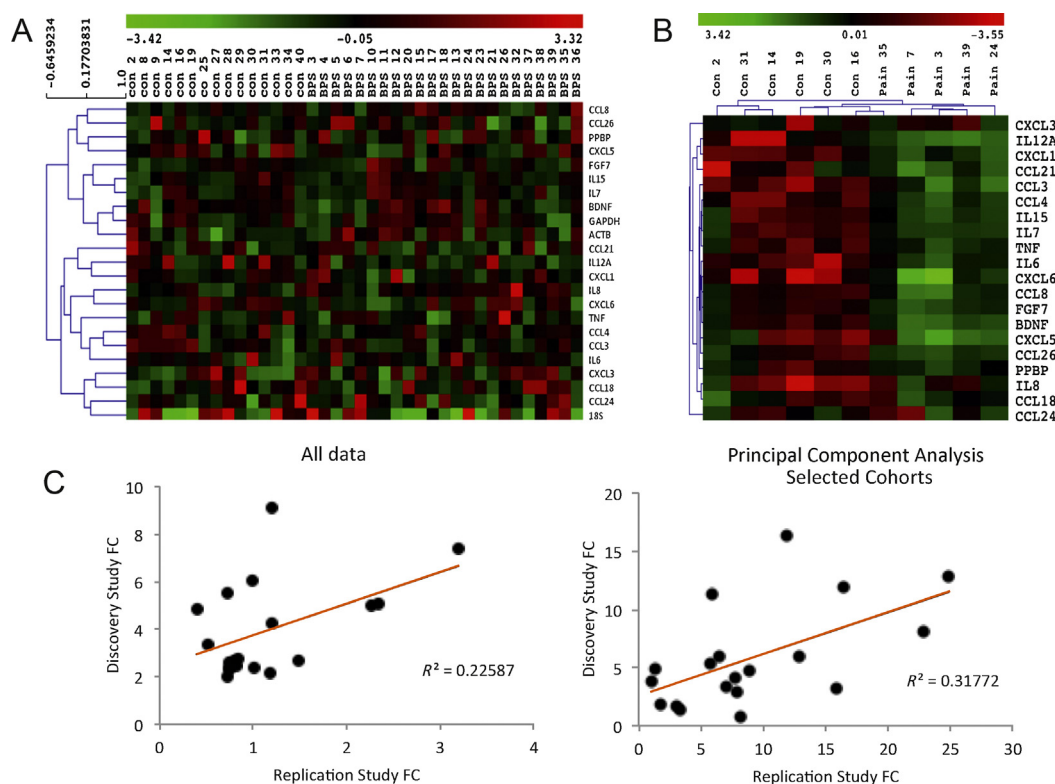 A
-0.6459234
0.17703831
1.0
-3.42
-0.05
3.32
con 2
con 8
con 9
con 14
con 16
con 19
co 25
con 27
con 28
con 29
con 30
con 31
con 33
con 34
con 40
BPS 3
BPS 4
BPS
BPS 6
BPS
BPS 7
BPS 10
BPS 11
BPS 12
BPS 15
BPS 17
BPS 18
BPS 13
BPS 24
BPS 23
BPS 21
BPS
BPS 32
BPS 37
BPS 39
BPS 35
BPS 36
CCL8
CCL26
PPBP
CXCL5
FGF7
IL15
IL7
BDNF
GAPDH
ACTB
CCL21
IL12A
CXCL1
IL8
CXCL6
TNF
CCL4
CCL3
IL6
CXCL3
CCL18
CCL24
18S
B
3.42
0.01
-3.55
Con 2
Con 31
Con 14
Con 19
Con 30
Con 16
Pain 35
Pain 7
Pain 3
Pain 39
Pain 24
CXCL3
IL12A
CXCL1
CCL21
CCL3
CCL4
IL15
IL7
TNF
IL6
CXCL6
CCL8
FGF7
BDNF
CXCL5
CCL26
PPBP
IL8
CCL18
CCL24
C
All data
Discovery Study FC
10
8
6
4
2
0
R² = 0.22587
0 1 2 3 4
Replication Study FC
Principal Component Analysis
Selected Cohorts
Discovery Study FC
20
15
10
5
0
R² = 0.31772
0 5 10 15 20 25 30
Replication Study FC